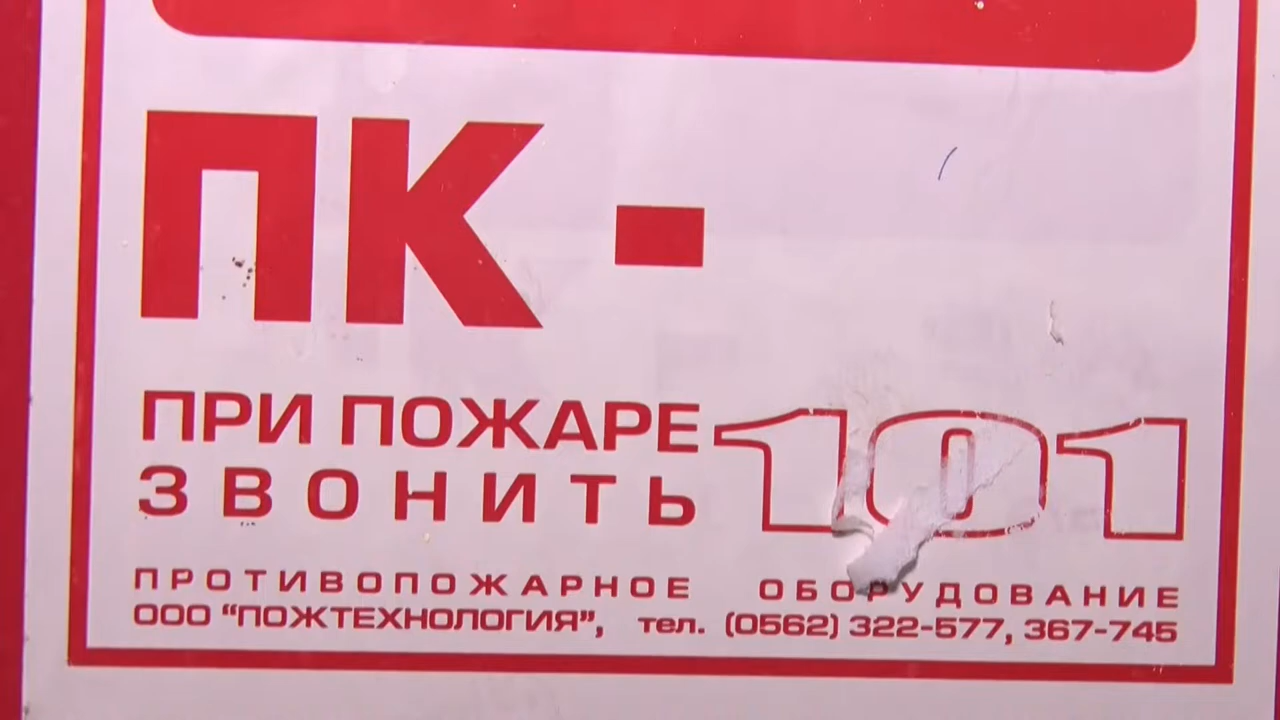 ПК -
ПРИ ПОЖАРЕ
ЗВОНИТЬ 101
ПРОТИВОПОЖАРНОЕ ОБОРУДОВАНИЕ
ООО "ПОЖТЕХНОЛОГИЯ", тел. (0562) 322-577, 367-745